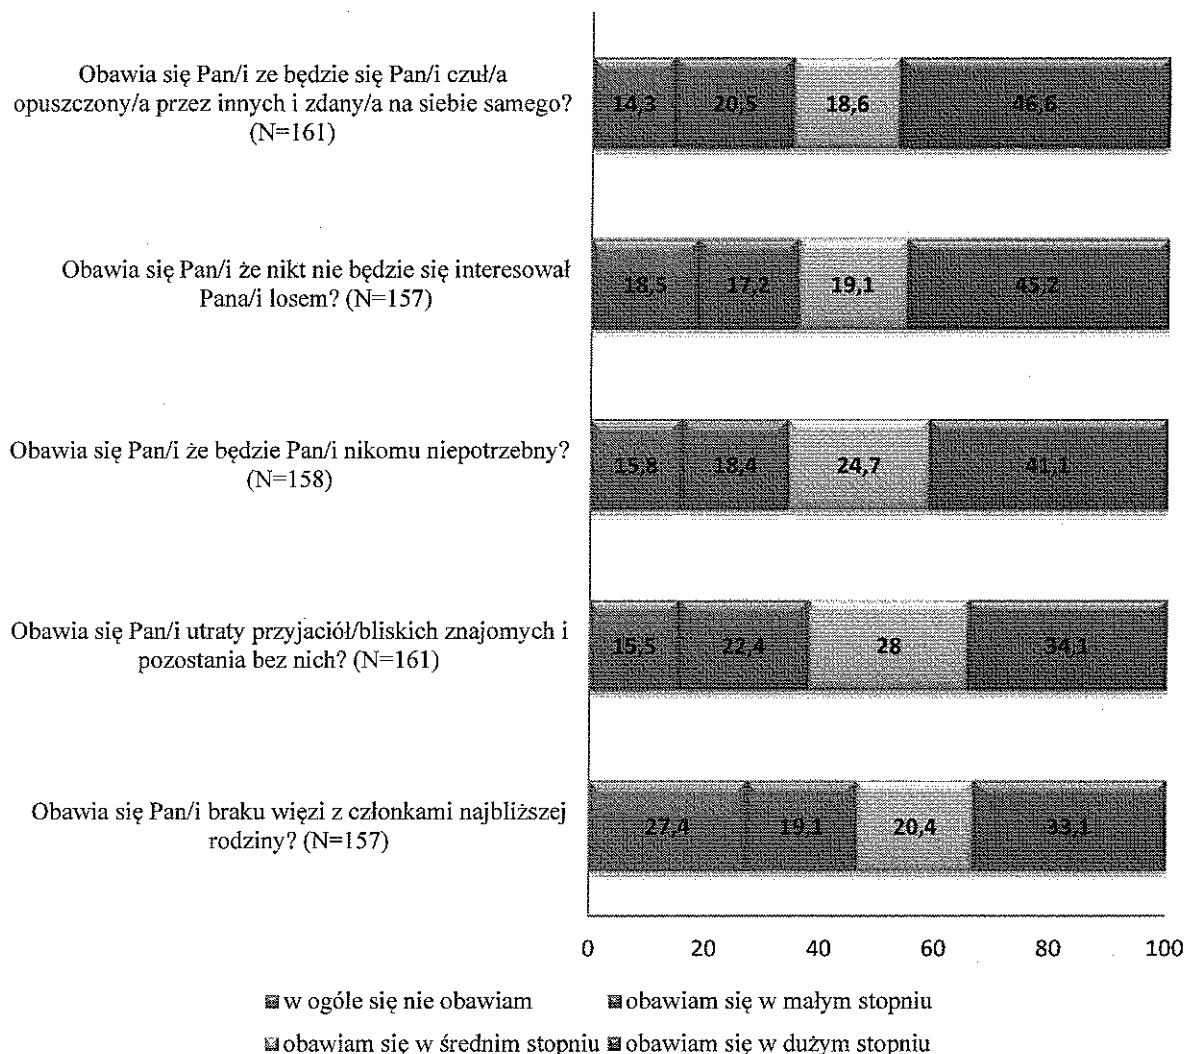 Obawia się Pan/i ze będzie się Pan/i czuł/a
opuszczony/a przez innych i zdany/a na siebie samego?
(N=161)
14,3 20,5 18,6 46,6
Obawia się Pan/i że nikt nie będzie się interesował
Pana/i losem? (N=157)
18,5 17,2 19,1 45,2
Obawia się Pan/i że będzie Pan/i nikomu niepotrzebny?
(N=158)
15,8 18,4 24,7 41,1
Obawia się Pan/i utraty przyjaciół/bliskich znajomych i
pozostania bez nich? (N=161)
15,5 22,4 28 34,1
Obawia się Pan/i braku więzi z członkami najbliższej
rodziny? (N=157)
27,4 19,1 20,4 33,1
0 20 40 60 80 100
w ogóle się nie obawiam obawiam się w małym stopniu
obawiam się w średnim stopniu obawiam się w dużym stopniu